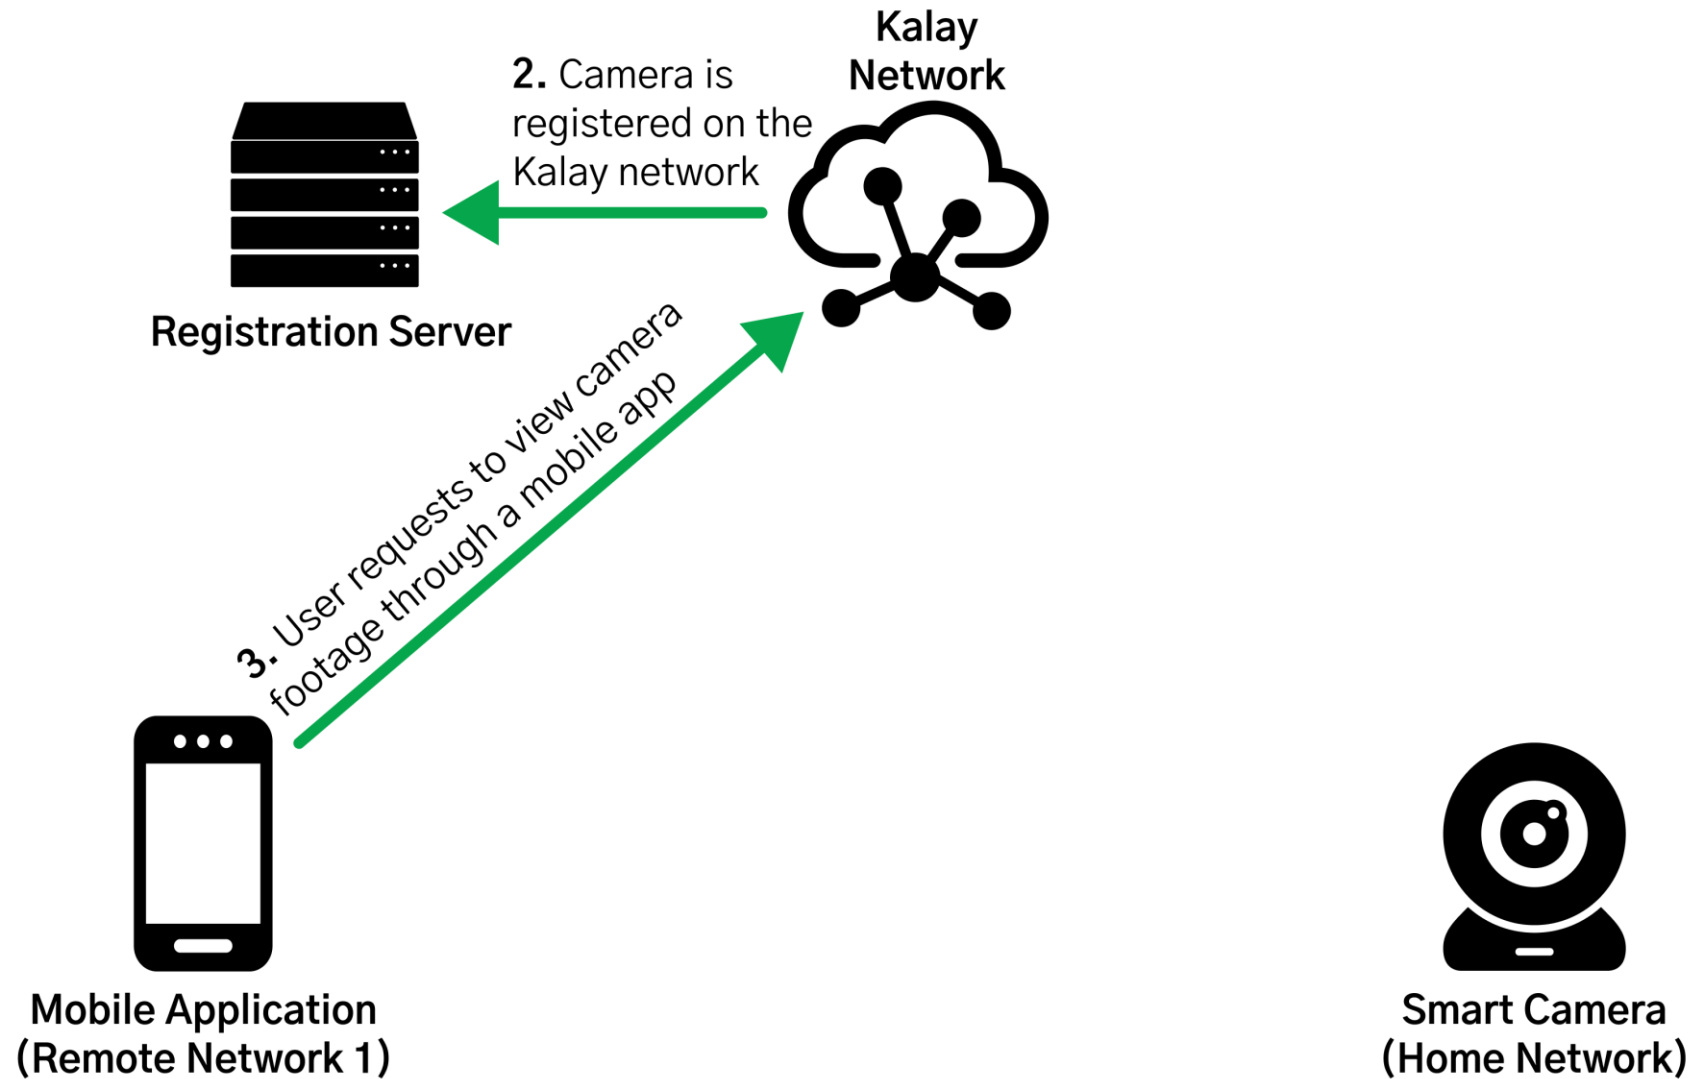 Kalay
Network
2. Camera is
registered on the
Kalay network
Registration Server
3. User requests to view camera
footage through a mobile app
Mobile Application
(Remote Network 1)
Smart Camera
(Home Network)